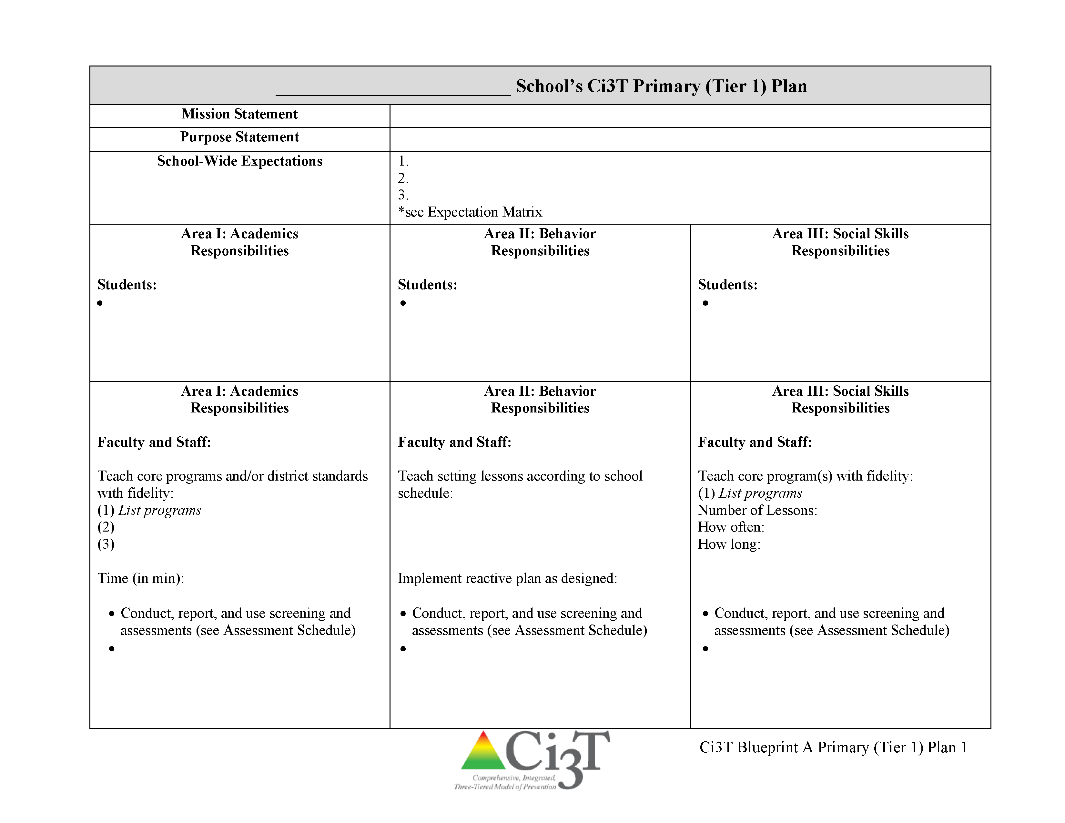 __________________________ School's Ci3T Primary (Tier 1) Plan
Mission Statement
Purpose Statement
School-Wide Expectations
1.
2.
3.
*see Expectation Matrix
Area I: Academics
Responsibilities
Students:
•
Area II: Behavior
Responsibilities
Students:
•
Area III: Social Skills
Responsibilities
Students:
•
Area I: Academics
Responsibilities
Faculty and Staff:
Teach core programs and/or district standards
with fidelity:
(1) List programs
(2)
(3)
Time (in min):
• Conduct, report, and use screening and
assessments (see Assessment Schedule)
•
Area II: Behavior
Responsibilities
Faculty and Staff:
Teach setting lessons according to school
schedule:
Implement reactive plan as designed:
• Conduct, report, and use screening and
assessments (see Assessment Schedule)
•
Area III: Social Skills
Responsibilities
Faculty and Staff:
Teach core program(s) with fidelity:
(1) List programs
Number of Lessons:
How often:
How long:
• Conduct, report, and use screening and
assessments (see Assessment Schedule)
•
Ci3T
Comprehensive, Integrated,
Three-Tiered Model of Prevention
Ci3T Blueprint A Primary (Tier 1) Plan 1